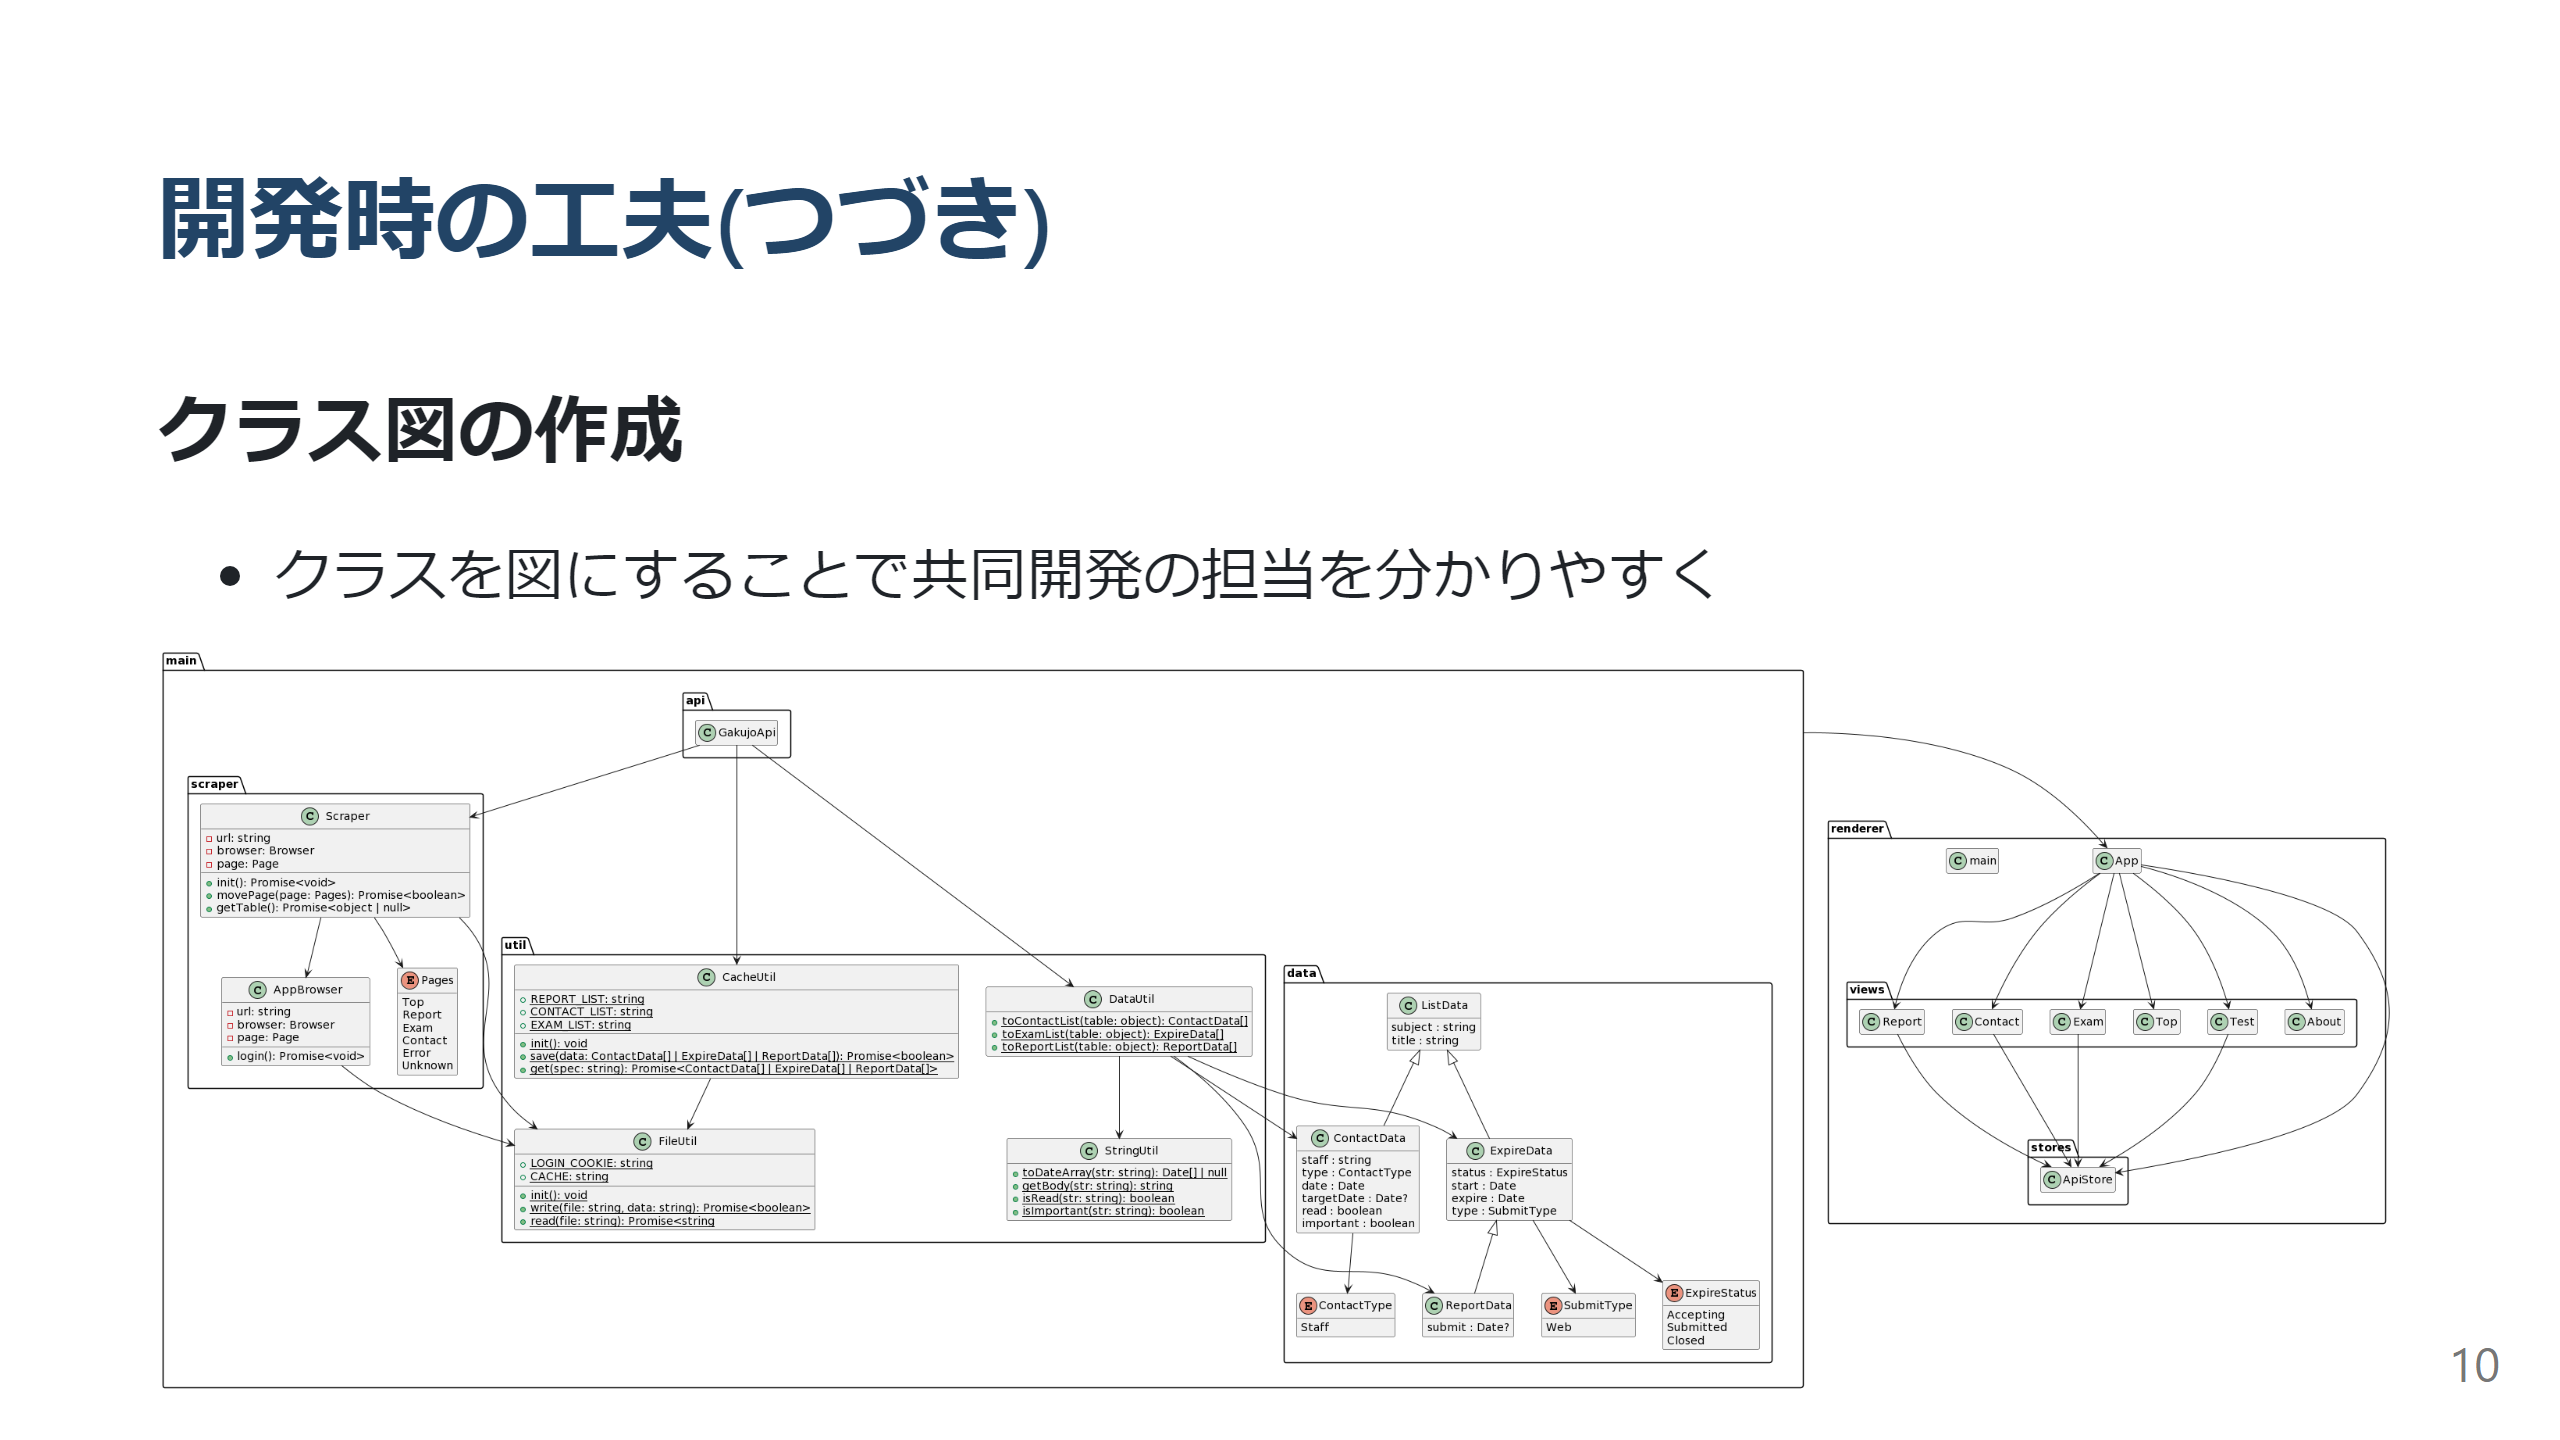 開発時の工夫(つづき)
クラス図の作成
• クラスを図にすることで共同開発の担当を分かりやすく
main
api
C GakujoApi
scraper
C Scraper
url: string
browser: Browser
page: Page
init(): Promise<void>
movePage(page: Pages): Promise<boolean>
getTable(): Promise<object | null>
C AppBrowser
url: string
browser: Browser
page: Page
login(): Promise<void>
E Pages
Top
Report
Exam
Contact
Error
Unknown
util
C CacheUtil
REPORT_LIST: string
CONTACT_LIST: string
EXAM_LIST: string
init(): void
save(data: ContactData[] | ExpireData[] | ReportData[]): Promise<boolean>
get(spec: string): Promise<ContactData[] | ExpireData[] | ReportData[]>
C DataUtil
toContactList(table: object): ContactData[]
toExamList(table: object): ExpireData[]
toReportList(table: object): ReportData[]
C FileUtil
LOGIN_COOKIE: string
CACHE: string
init(): void
write(file: string, data: string): Promise<boolean>
read(file: string): Promise<string
C StringUtil
toDateArray(str: string): Date[] | null
getBody(str: string): string
isRead(str: string): boolean
isImportant(str: string): boolean
data
C ListData
subject : string
title : string
C ContactData
staff : string
type : ContactType
date : Date
targetDate : Date?
read : boolean
important : boolean
C ExpireData
status : ExpireStatus
start : Date
expire : Date
type : SubmitType
E ContactType
Staff
C ReportData
submit : Date?
E SubmitType
Web
E ExpireStatus
Accepting
Submitted
Closed
renderer
C main
C App
views
C Report
C Contact
C Exam
C Top
C Test
C About
stores
C ApiStore
10